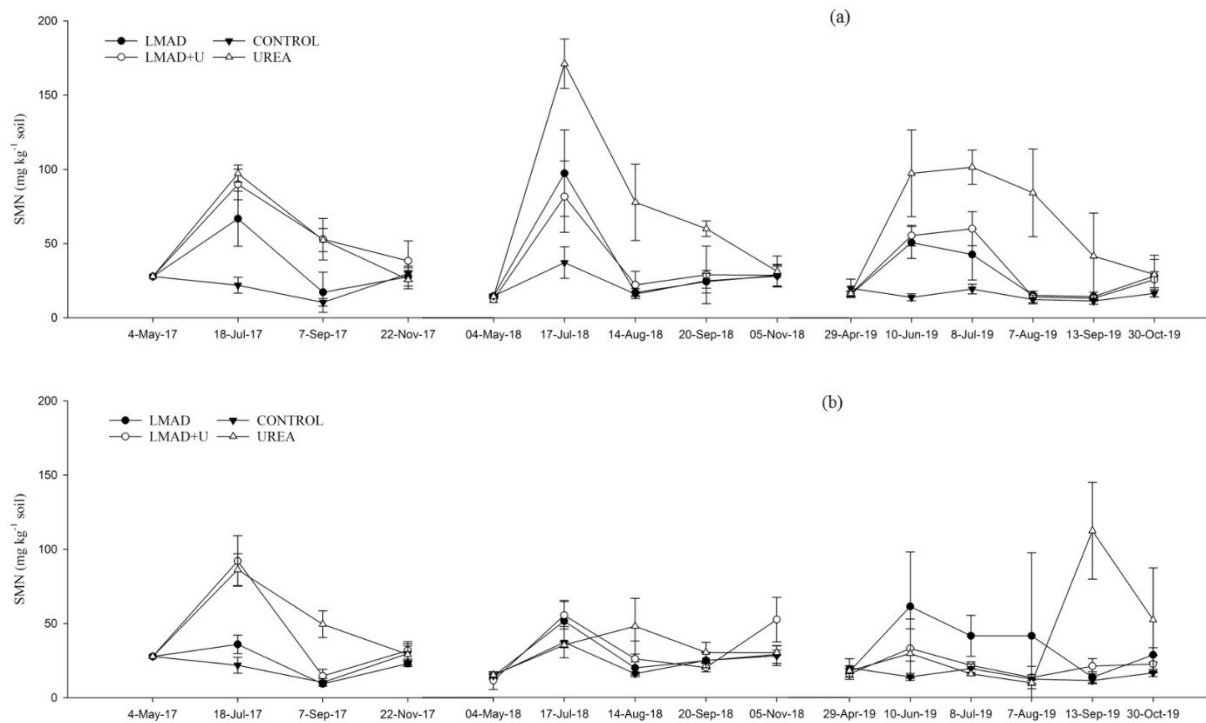 (a)
200
LMAD CONTROL
LMAD+U UREA
150
SMN (mg kg⁻¹ soil)
100
50
0
4-May-17 18-Jul-17 7-Sep-17 22-Nov-17 04-May-18 17-Jul-18 14-Aug-18 20-Sep-18 05-Nov-18 29-Apr-19 10-Jun-19 8-Jul-19 7-Aug-19 13-Sep-19 30-Oct-19
(b)
200
LMAD CONTROL
LMAD+U UREA
150
SMN (mg kg⁻¹ soil)
100
50
0
4-May-17 18-Jul-17 7-Sep-17 22-Nov-17 04-May-18 17-Jul-18 14-Aug-18 20-Sep-18 05-Nov-18 29-Apr-19 10-Jun-19 8-Jul-19 7-Aug-19 13-Sep-19 30-Oct-19